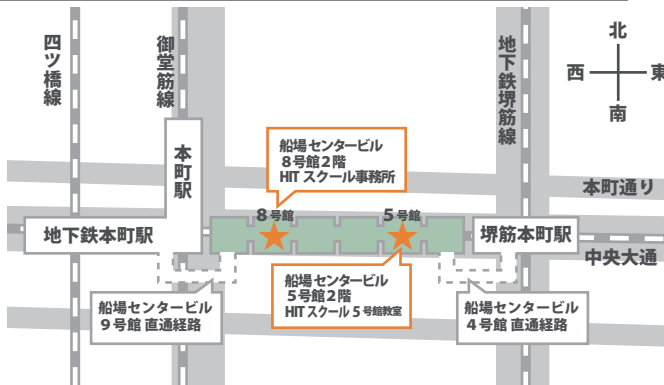 四ツ橋線
御堂筋線
地下鉄堺筋線
北
西
東
南
本町駅
船場センタービル
8号館2階
HITスクール事務所
本町通り
8号館
5号館
地下鉄本町駅
堺筋本町駅
中央大通
船場センタービル
9号館 直通経路
船場センタービル
5号館2階
HITスクール 5号館教室
船場センタービル
4号館 直通経路